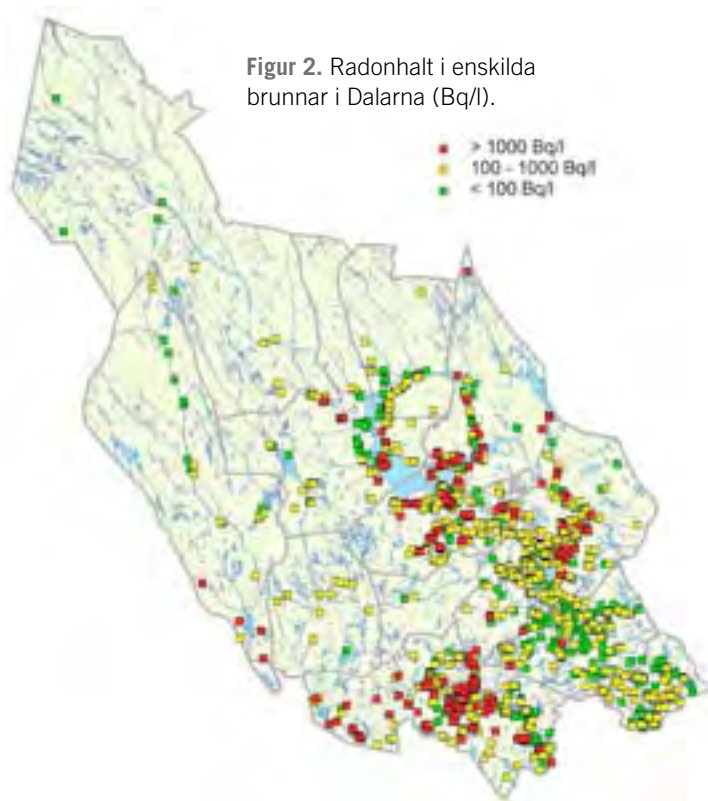 Figur 2. Radonhalt i enskilda
brunnar i Dalarna (Bq/l).
> 1000 Bq/l
100 - 1000 Bq/l
< 100 Bq/l